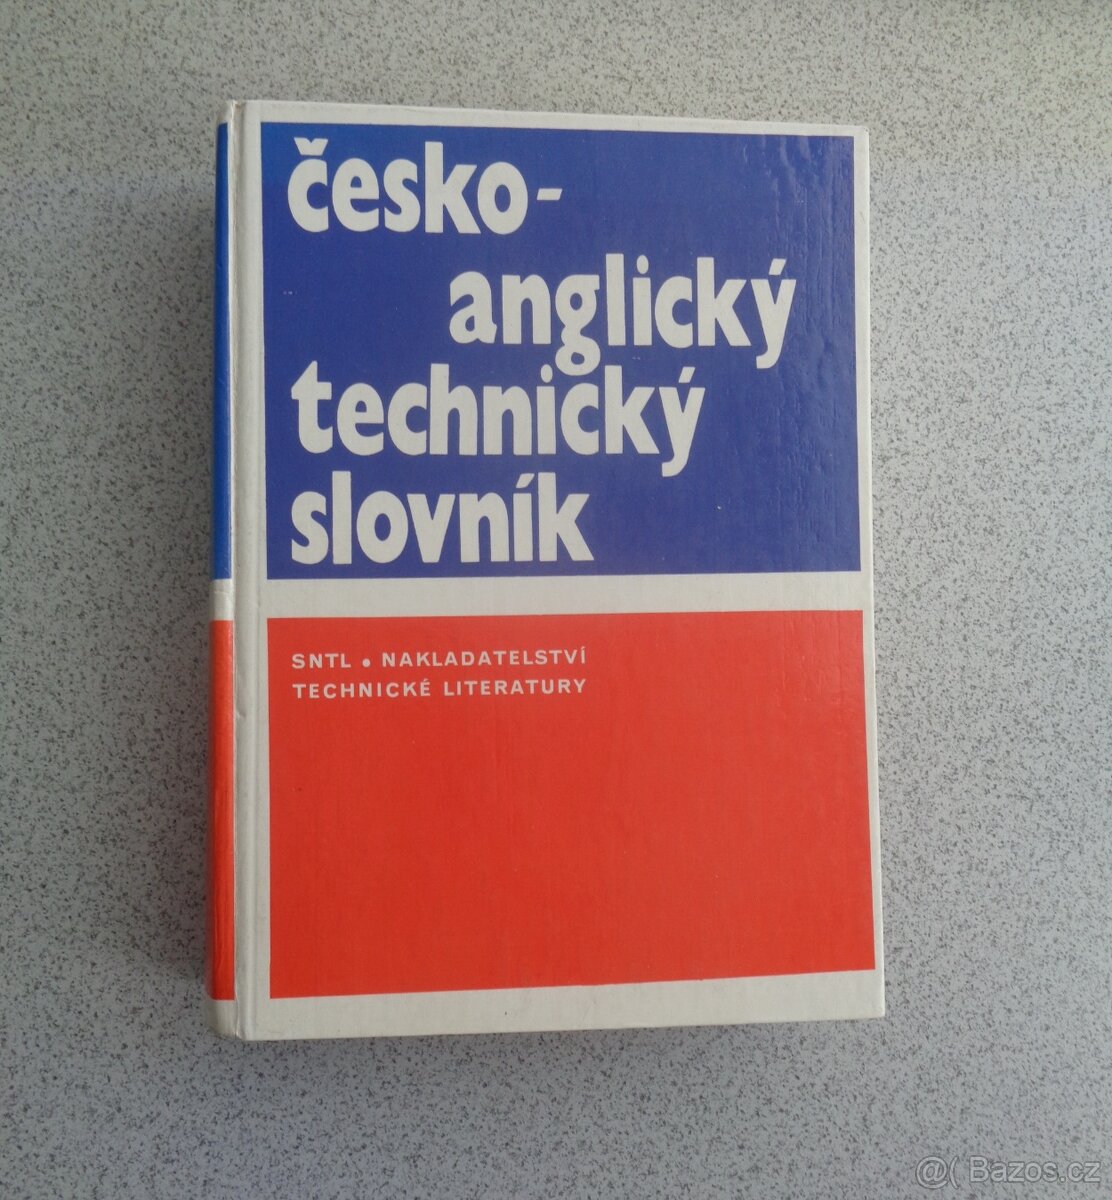 česko-
anglický
technický
slovník
SNTL • NAKLADATELSTVÍ
TECHNICKÉ LITERATURY
@( Bazos.cz